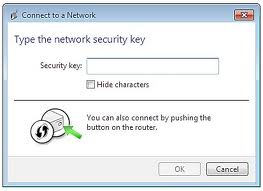 Connect to a Network
Type the network security key
Security key:
Hide characters
You can also connect by pushing the
button on the router.
OK
Cancel